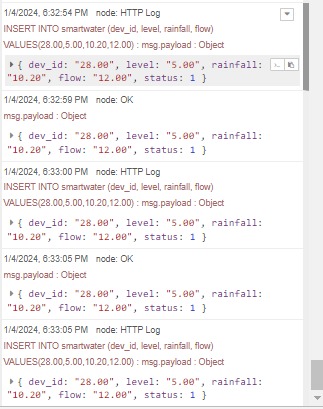 1/4/2024, 6:32:54 PM node: HTTP Log
INSERT INTO smartwater (dev_id, level, rainfall, flow)
VALUES(28.00,5.00,10.20,12.00) : msg.payload : Object
{ dev_id: "28.00", level: "5.00", rainfall:
"10.20", flow: "12.00", status: 1 }
1/4/2024, 6:32:59 PM node: OK
msg.payload : Object
{ dev_id: "28.00", level: "5.00", rainfall:
"10.20", flow: "12.00", status: 1 }
1/4/2024, 6:33:00 PM node: HTTP Log
INSERT INTO smartwater (dev_id, level, rainfall, flow)
VALUES(28.00,5.00,10.20,12.00) : msg.payload : Object
{ dev_id: "28.00", level: "5.00", rainfall:
"10.20", flow: "12.00", status: 1 }
1/4/2024, 6:33:05 PM node: OK
msg.payload : Object
{ dev_id: "28.00", level: "5.00", rainfall:
"10.20", flow: "12.00", status: 1 }
1/4/2024, 6:33:05 PM node: HTTP Log
INSERT INTO smartwater (dev_id, level, rainfall, flow)
VALUES(28.00,5.00,10.20,12.00) : msg.payload : Object
{ dev_id: "28.00", level: "5.00", rainfall:
"10.20", flow: "12.00", status: 1 }